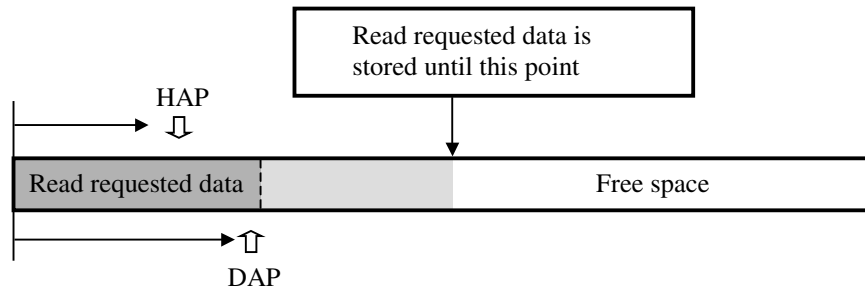 Read requested data is
stored until this point
HAP
Read requested data
Free space
DAP